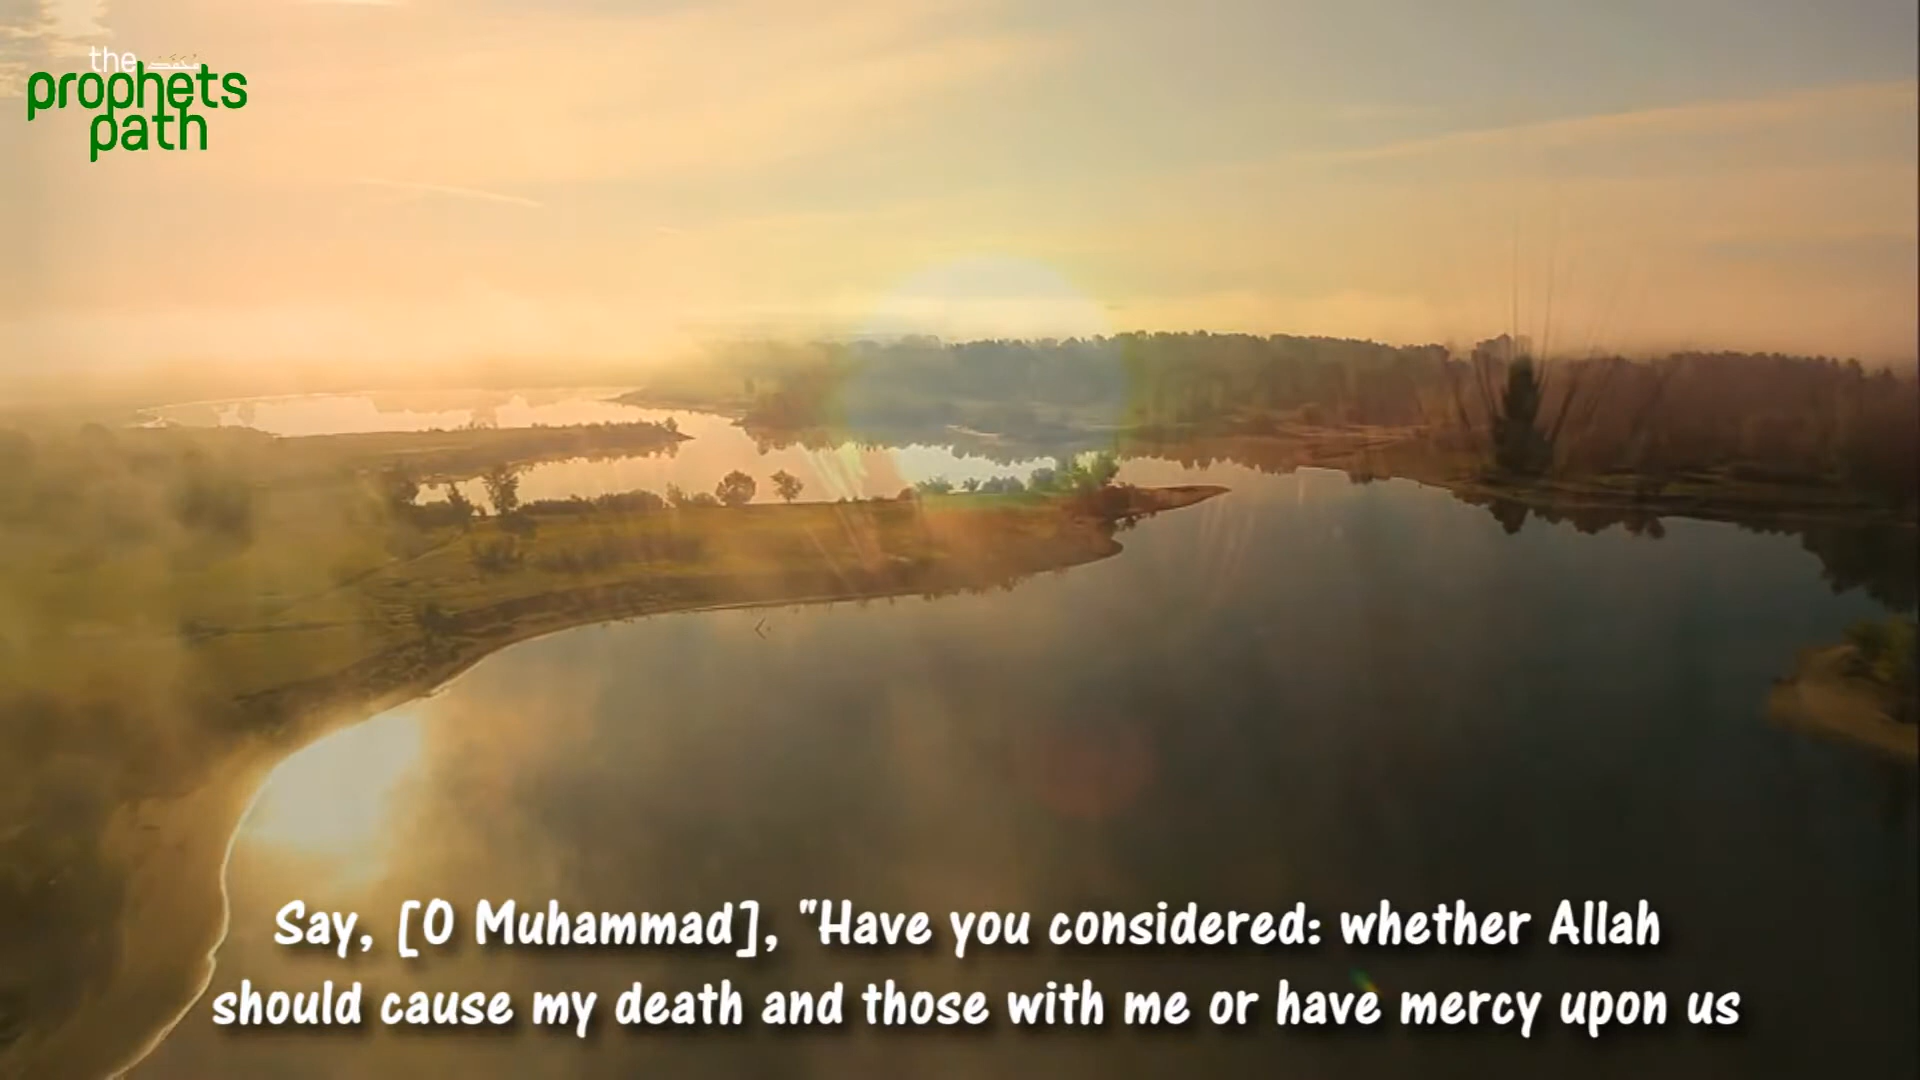 the
prophets
path
Say, [O Muhammad], "Have you considered: whether Allah
should cause my death and those with me or have mercy upon us